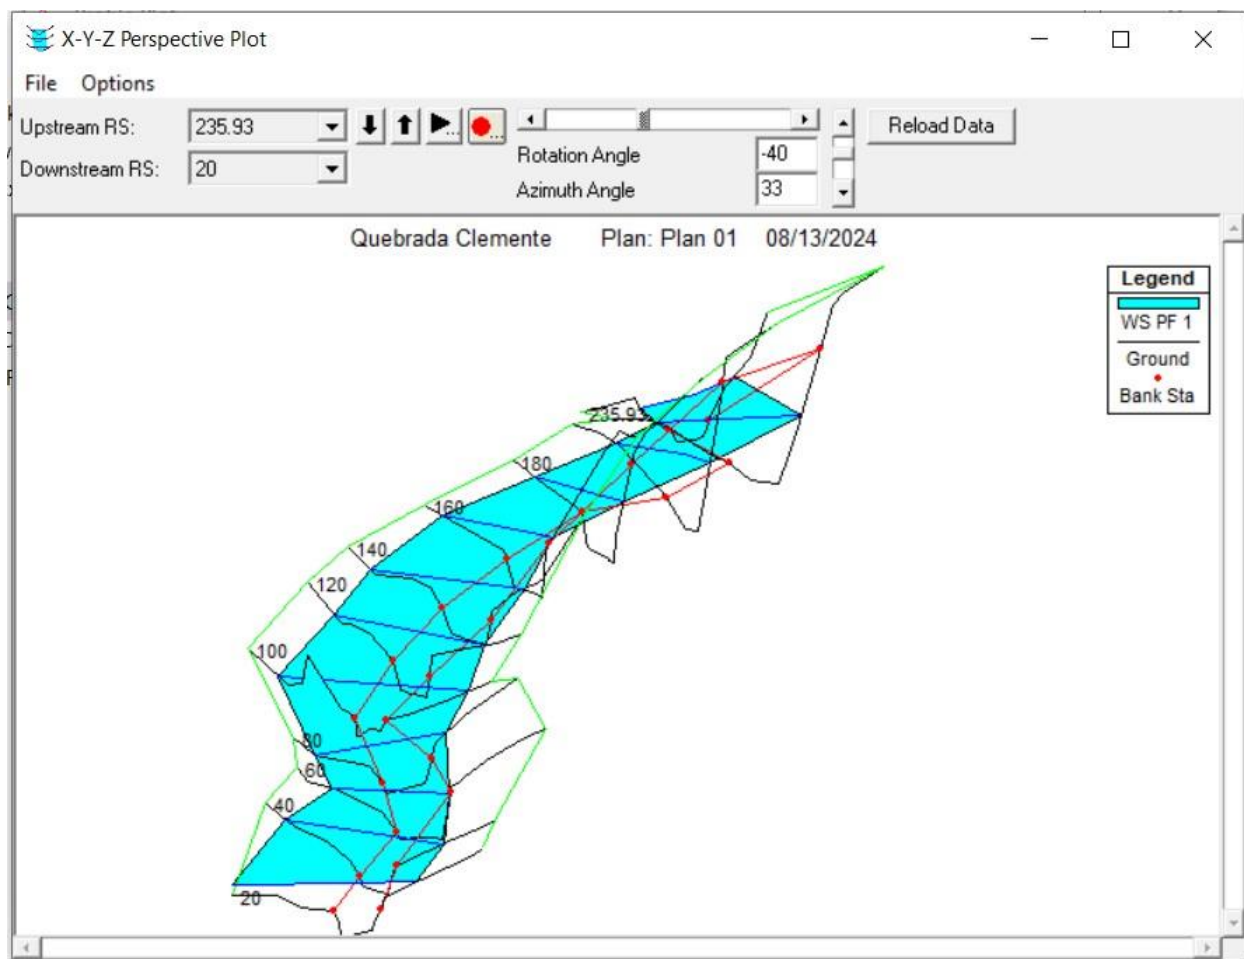 X-Y-Z Perspective Plot
File Options
Upstream RS: 235.93
Downstream RS: 20
Rotation Angle -40
Azimuth Angle 33
Reload Data
Quebrada Clemente Plan: Plan 01 08/13/2024
Legend
WS PF 1
Ground
Bank Sta
235.93
180
160
140
120
100
80
60
40
20